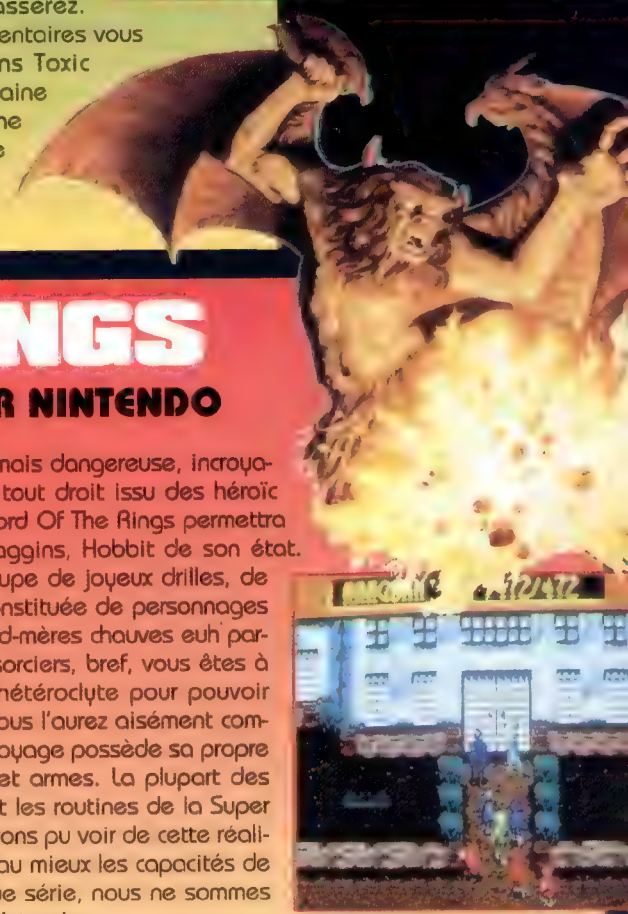 asserez.
entaires vous
ns Toxic
aine
ne
e
NGS
R NINTENDO
mais dangereuse, incroya-
tout droit issu des héroïc
ord Of The Rings permettra
aggins, Hobbit de son état.
upe de joyeux drilles, de
nstituée de personnages
d-mères chauves euh par-
sorciers, bref, vous êtes à
hétéroclyte pour pouvoir
ous l'aurez aisément com-
oyage possède sa propre
et armes. La plupart des
t les routines de la Super
ons pu voir de cette réali-
au mieux les capacités de
ue série, nous ne sommes